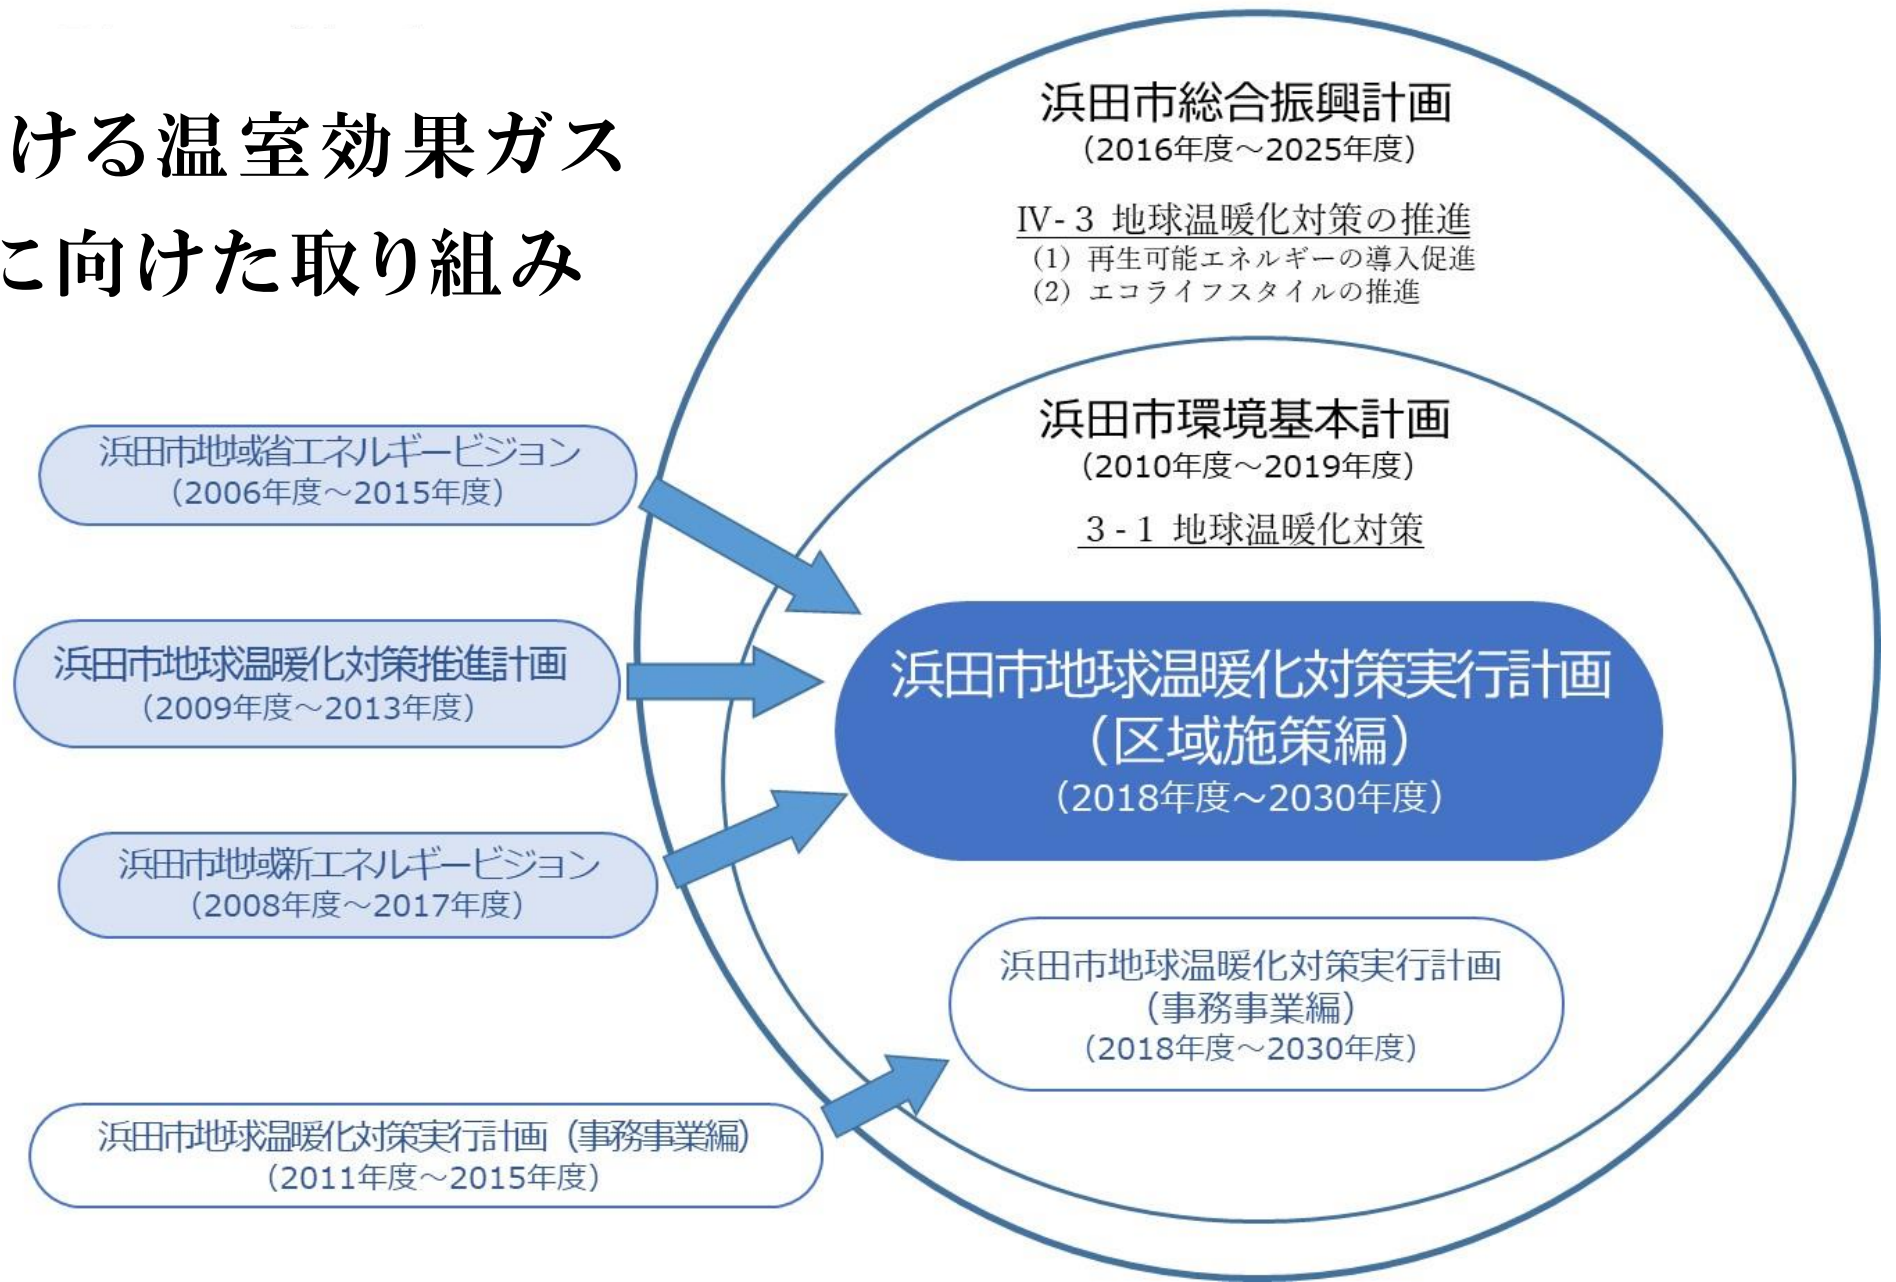 ける温室効果ガス
に向けた取り組み
浜田市総合振興計画
（2016年度～2025年度）
Ⅳ-３ 地球温暖化対策の推進
（1）再生可能エネルギーの導入促進
（2）エコライフスタイルの推進
浜田市環境基本計画
（2010年度～2019年度）
３-１ 地球温暖化対策
浜田市地域省エネルギービジョン
（2006年度～2015年度）
浜田市地球温暖化対策推進計画
（2009年度～2013年度）
浜田市地域新エネルギービジョン
（2008年度～2017年度）
浜田市地球温暖化対策実行計画
（区域施策編）
（2018年度～2030年度）
浜田市地球温暖化対策実行計画
（事務事業編）
（2018年度～2030年度）
浜田市地球温暖化対策実行計画（事務事業編）
（2011年度～2015年度）